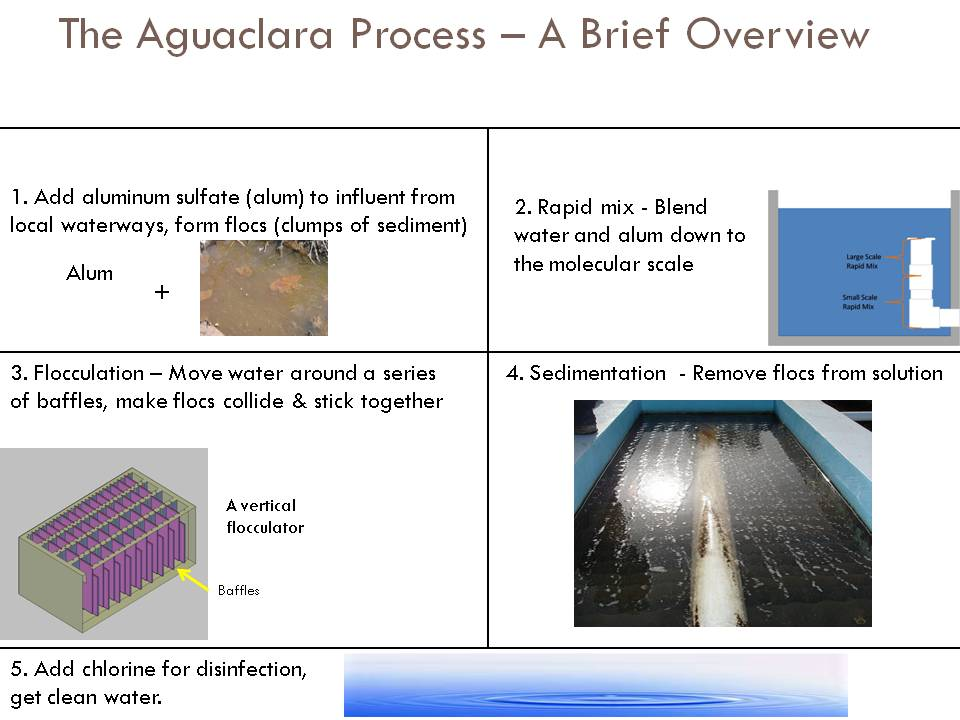 The Aguaclara Process – A Brief Overview
1. Add aluminum sulfate (alum) to influent from
local waterways, form flocs (clumps of sediment)
Alum
+
2. Rapid mix - Blend
water and alum down to
the molecular scale
Large Scale
Rapid Mix
Small Scale
Rapid Mix
3. Flocculation – Move water around a series
of baffles, make flocs collide & stick together
A vertical
flocculator
Baffles
4. Sedimentation - Remove flocs from solution
5. Add chlorine for disinfection,
get clean water.